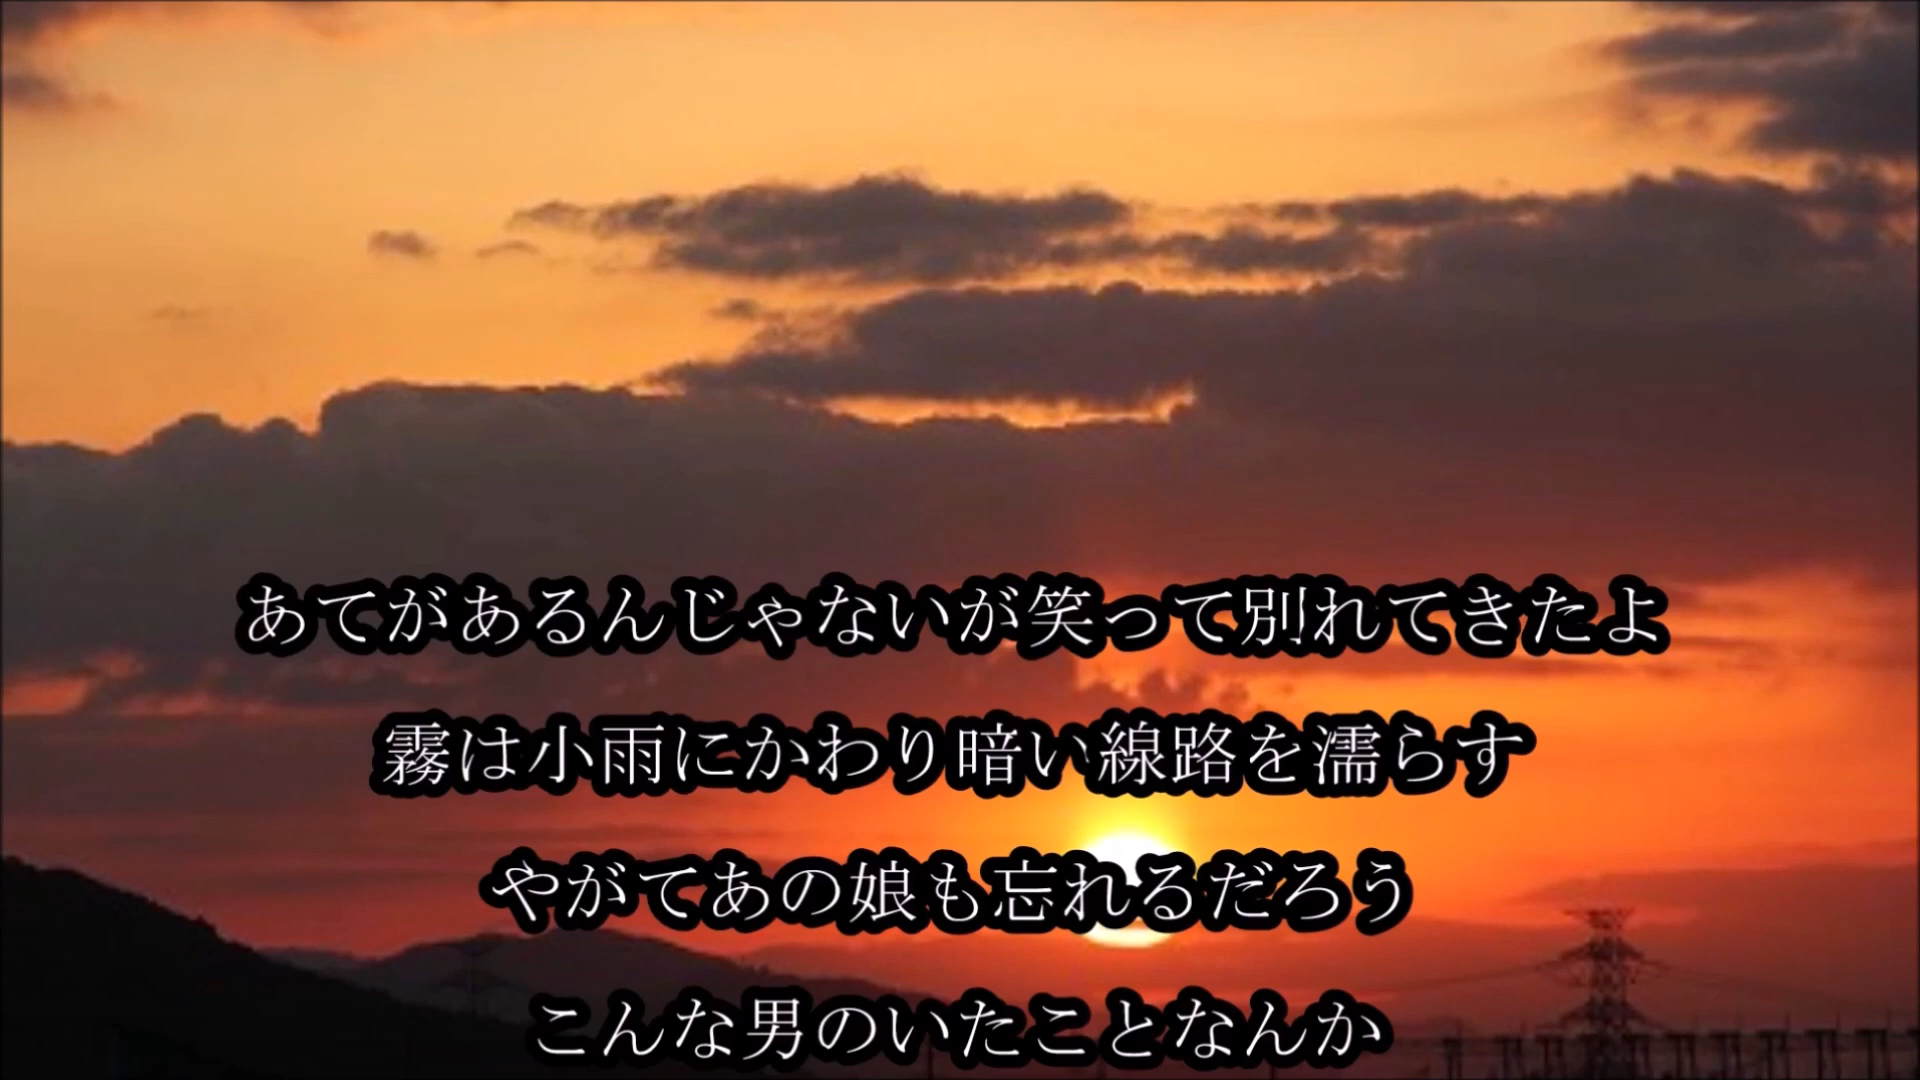 あてがあるんじゃないが笑って別れてきたよ
霧は小雨にかわり暗い線路を濡らす
やがてあの娘も忘れるだろう
こんな男のいたことなんか